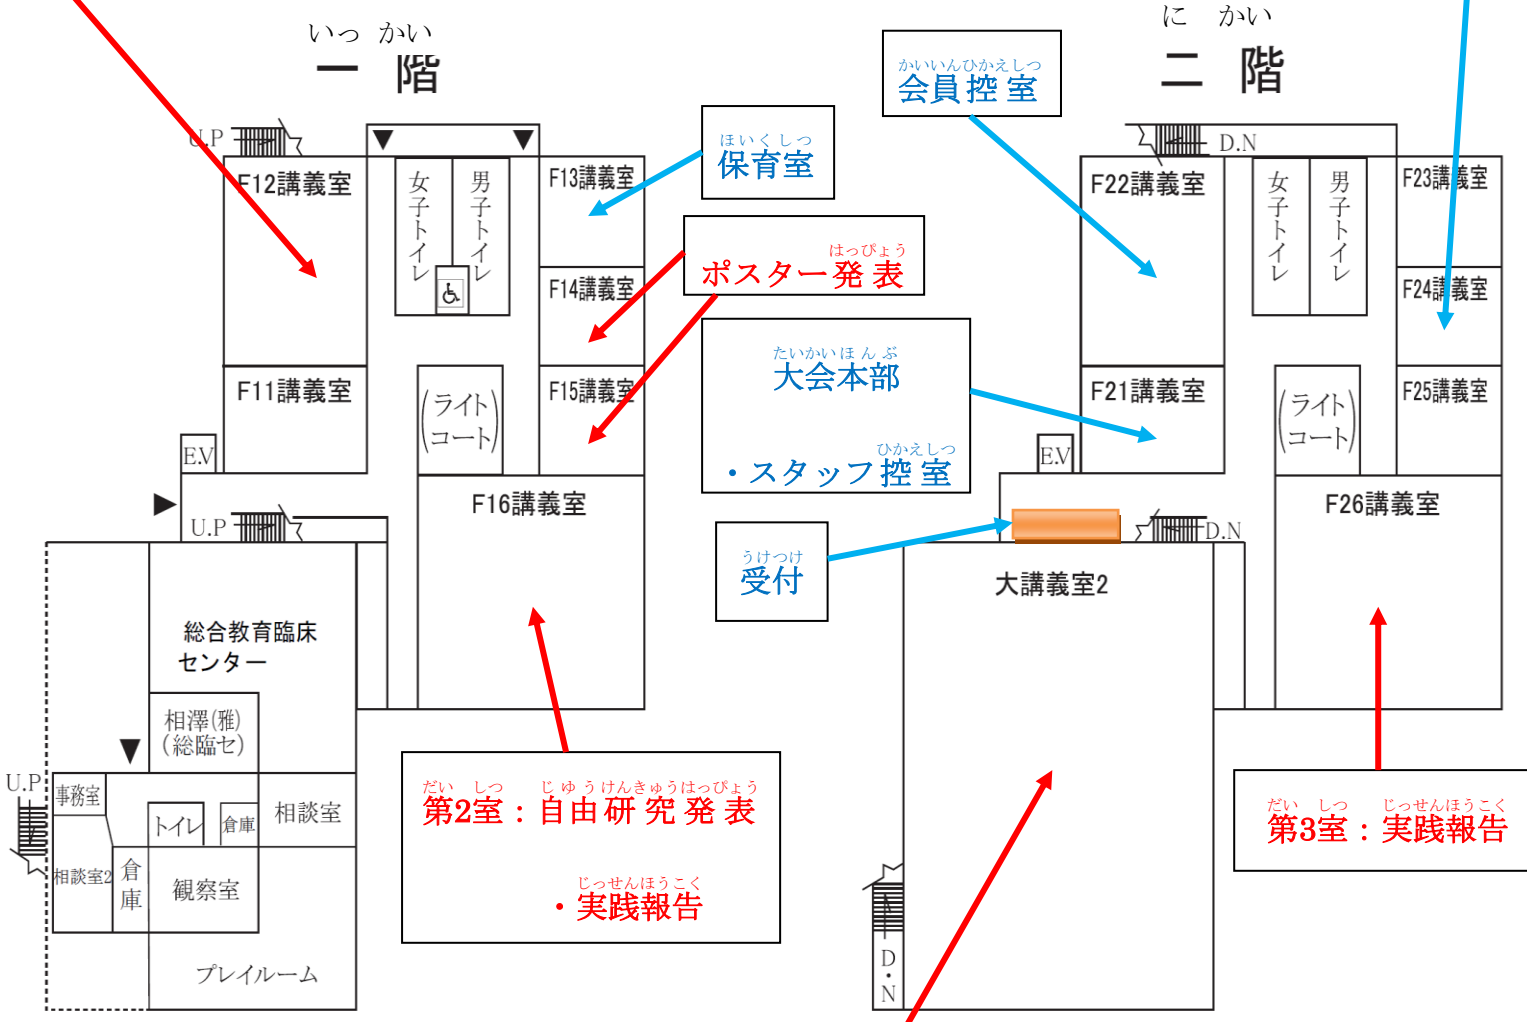 いっ かい
一 階
U.P
F12講義室
女子トイレ
男子トイレ
F13講義室
F14講義室
F11講義室
(ライト
コート)
F15講義室
E.V
F16講義室
U.P
総合教育臨床
センター
相澤(雅)
(総臨セ)
U.P
事務室
トイレ
倉庫
相談室
相談室2
倉庫
観察室
プレイルーム
ほいくしつ
保育室
はっぴょう
ポスター発表
たいかいほんぶ
大会本部
ひかえしつ
・スタッフ控室
うけつけ
受付
だい しつ じゆうけんきゅうはっぴょう
第2室：自由研究発表
じっせんほうこく
・実践報告
に かい
二 階
かいいんひかえしつ
会員控室
D.N
F22講義室
女子トイレ
男子トイレ
F23講義室
F24講義室
F21講義室
(ライト
コート)
F25講義室
E.V
F26講義室
D.N
大講義室2
D・N
だい しつ じっせんほうこく
第3室：実践報告